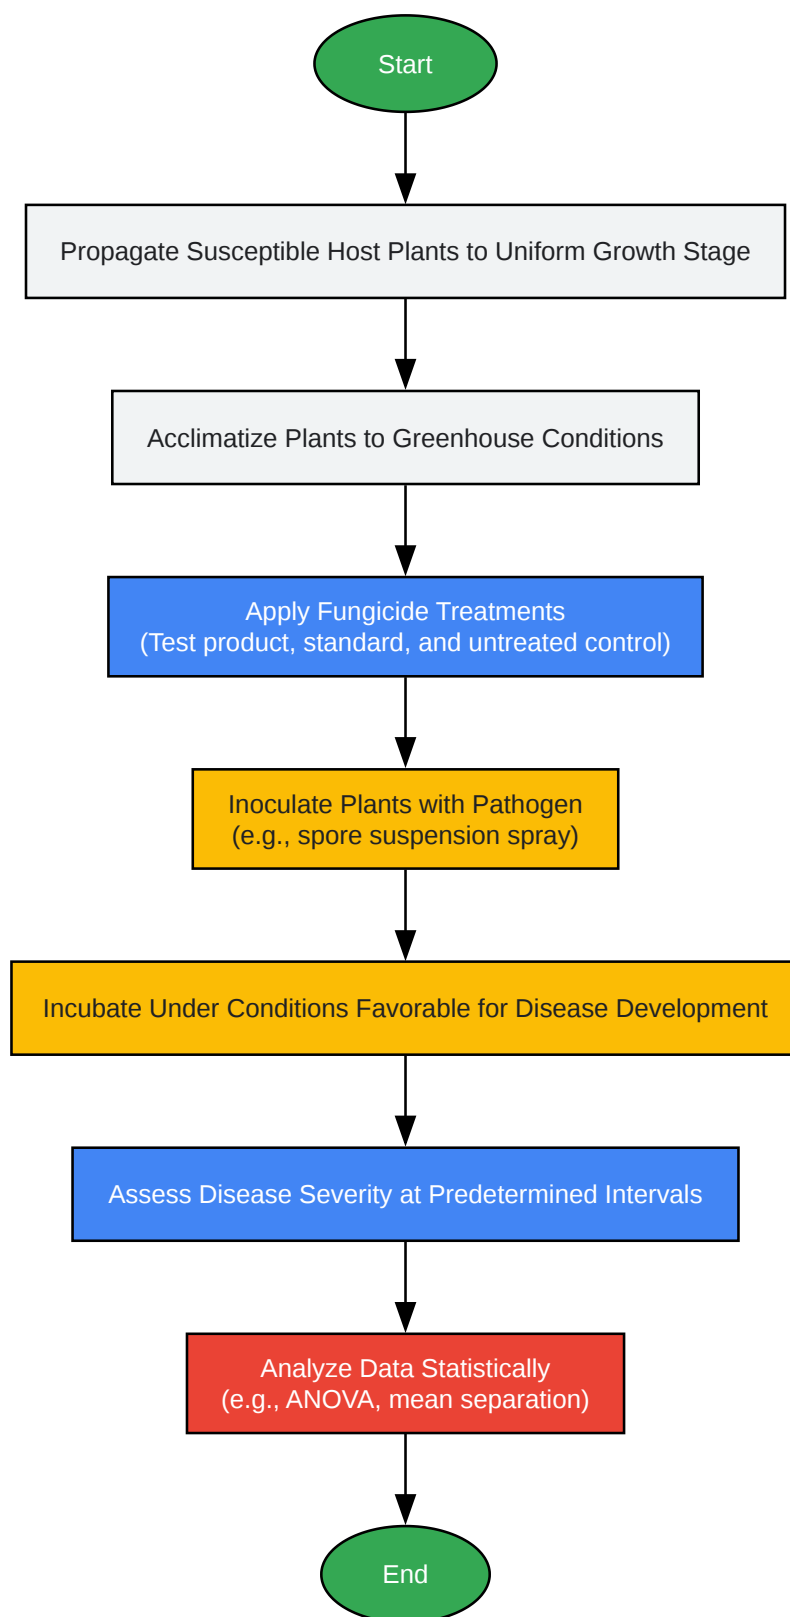 Start
Propagate Susceptible Host Plants to Uniform Growth Stage
Acclimatize Plants to Greenhouse Conditions
Apply Fungicide Treatments
(Test product, standard, and untreated control)
Inoculate Plants with Pathogen
(e.g., spore suspension spray)
Incubate Under Conditions Favorable for Disease Development
Assess Disease Severity at Predetermined Intervals
Analyze Data Statistically
(e.g., ANOVA, mean separation)
End